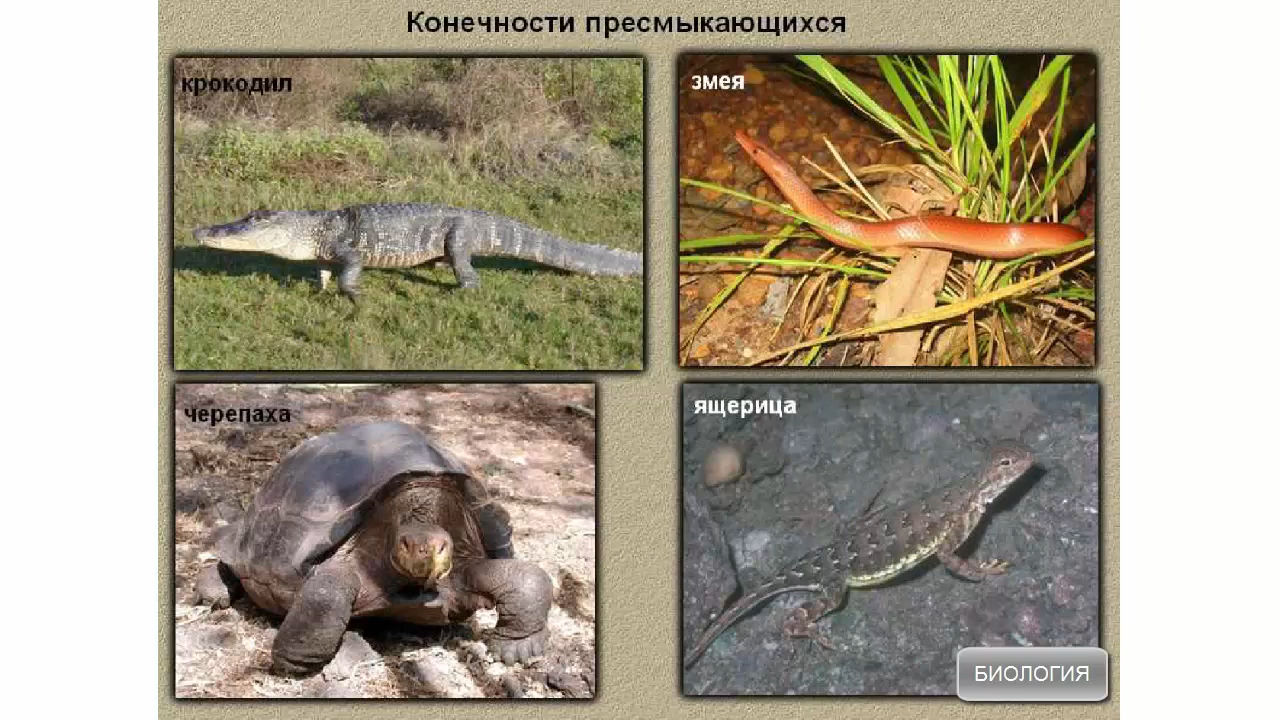 Конечности пресмыкающихся
крокодил
змея
черепаха
ящерица
БИОЛОГИЯ